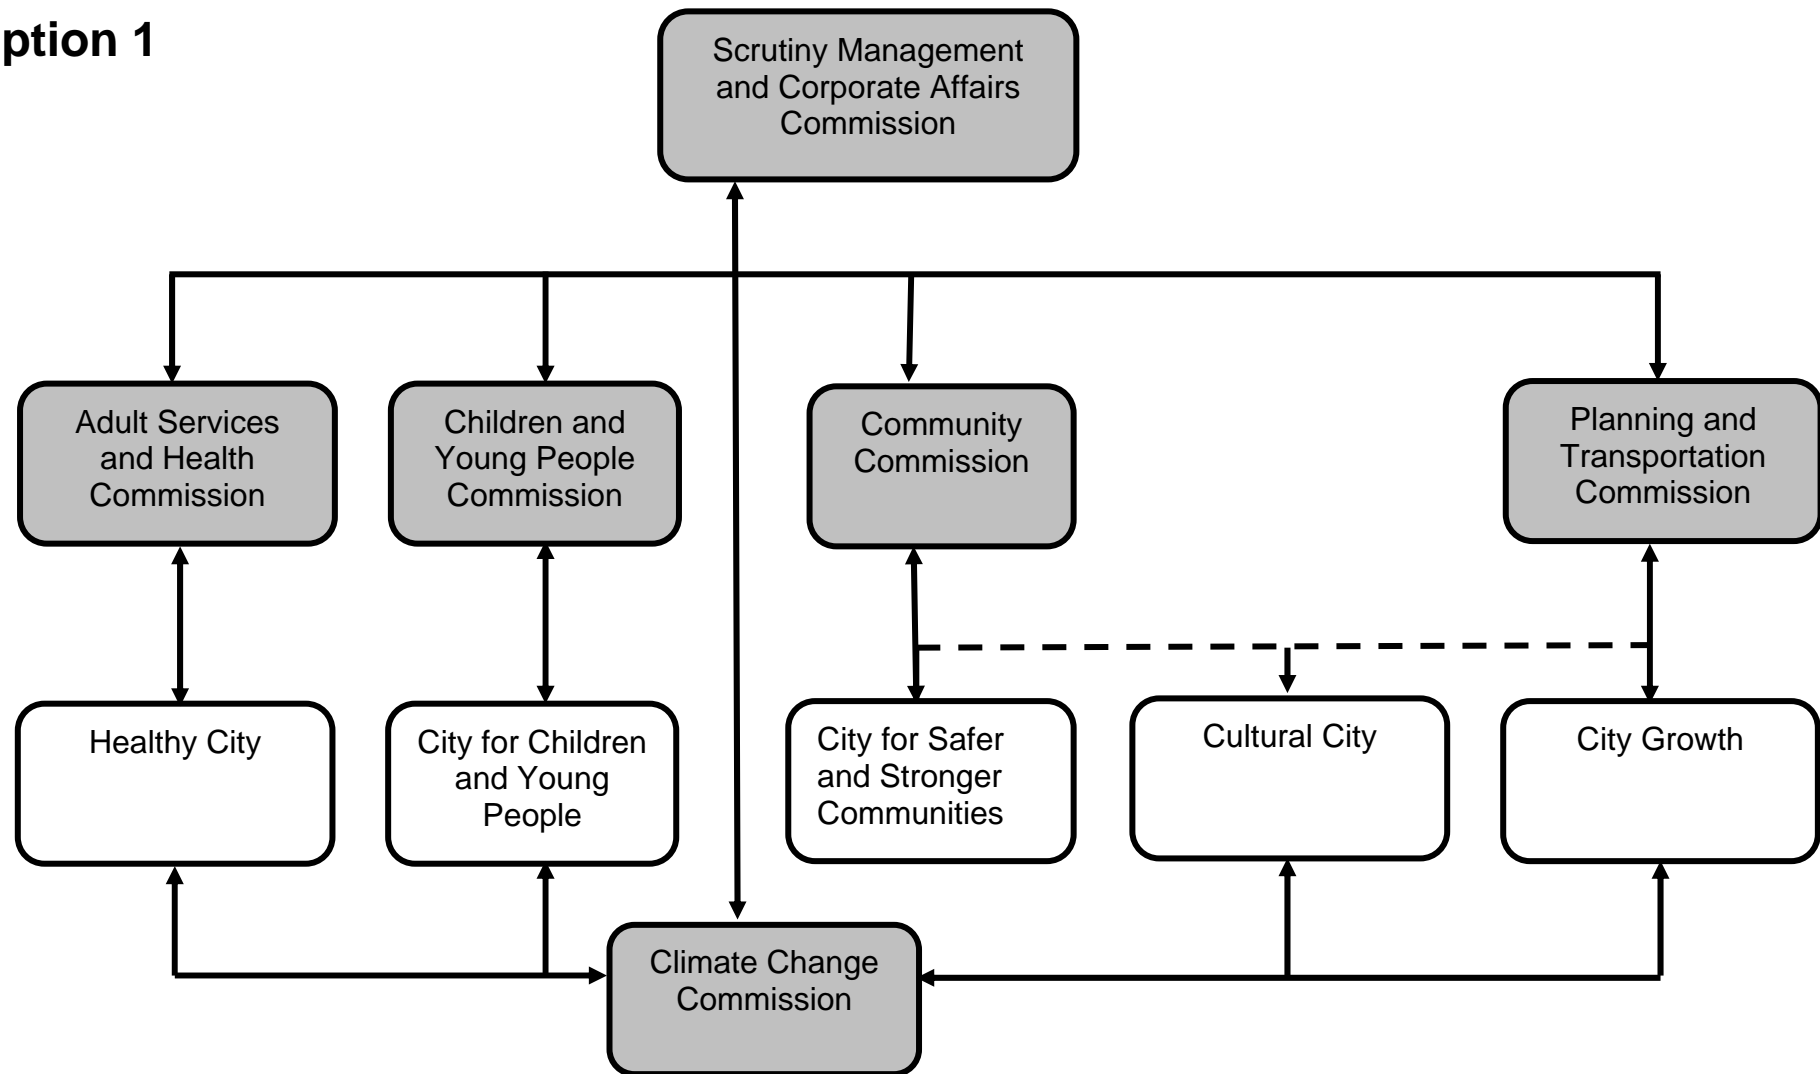 ption 1
Scrutiny Management
and Corporate Affairs
Commission
Adult Services
and Health
Commission
Children and
Young People
Commission
Community
Commission
Planning and
Transportation
Commission
Healthy City
City for Children
and Young
People
City for Safer
and Stronger
Communities
Cultural City
City Growth
Climate Change
Commission